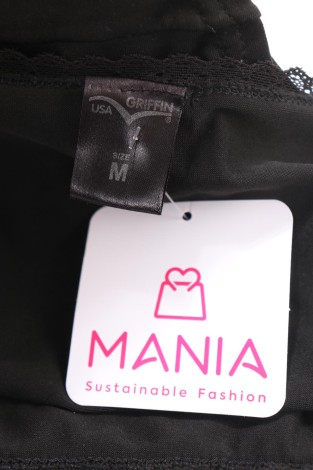 USA GRIFFIN
SIZE
M
MANIA
Sustainable Fashion